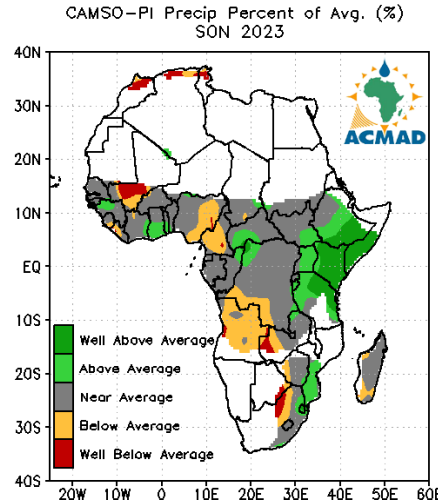 CAMSO-PI Precip Percent of Avg. (%)
SON 2023
40N
30N
20N
10N
EQ
10S
20S
30S
40S
ACMAD
Well Above Average
Above Average
Near Average
Below Average
Well Below Average
20W 10W 0 10E 20E 30E 40E 50E 60E